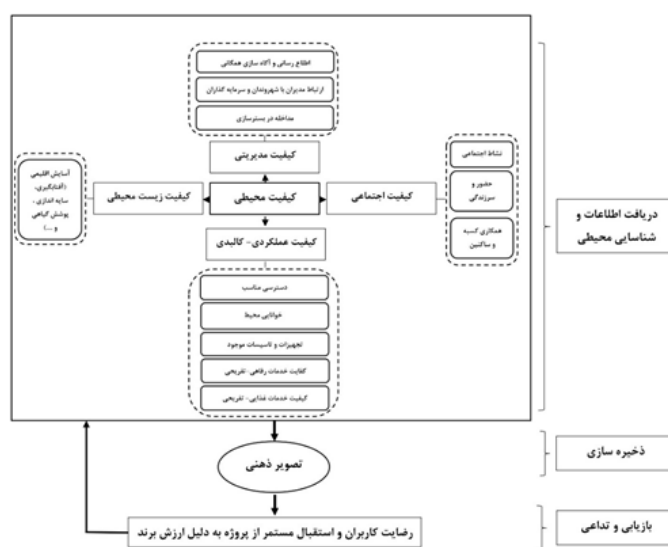 اطلاع رسانی و آگاه سازی همگانی
ارتباط مدیران با شهروندان و سرمایه گذاران
مداخله در بسترسازی
کیفیت مدیریتی
نشاط اجتماعی
حضور و
سرزندگی
همکاری کسبه
و ساکنین
کیفیت اجتماعی
کیفیت محیطی
کیفیت زیست محیطی
آسایش اقلیمی
(آفتابگیری،
سایه اندازی،
پوشش گیاهی
و ...)
کیفیت عملکردی- کالبدی
دسترسی مناسب
خوانایی محیط
تجهیزات و تاسیسات موجود
کفایت خدمات رفاهی-تفریحی
کیفیت خدمات غذایی- تفریحی
دریافت اطلاعات و
شناسایی محیطی
تصویر ذهنی
ذخیره سازی
رضایت کاربران و استقبال مستمر از پروژه به دلیل ارزش برند
بازیابی و تداعی